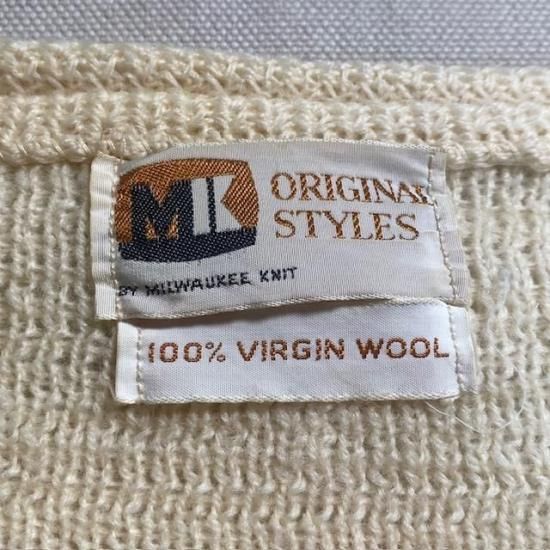 MK
ORIGINAL
STYLES
BY MILWAUKEE KNIT
100% VIRGIN WOOL